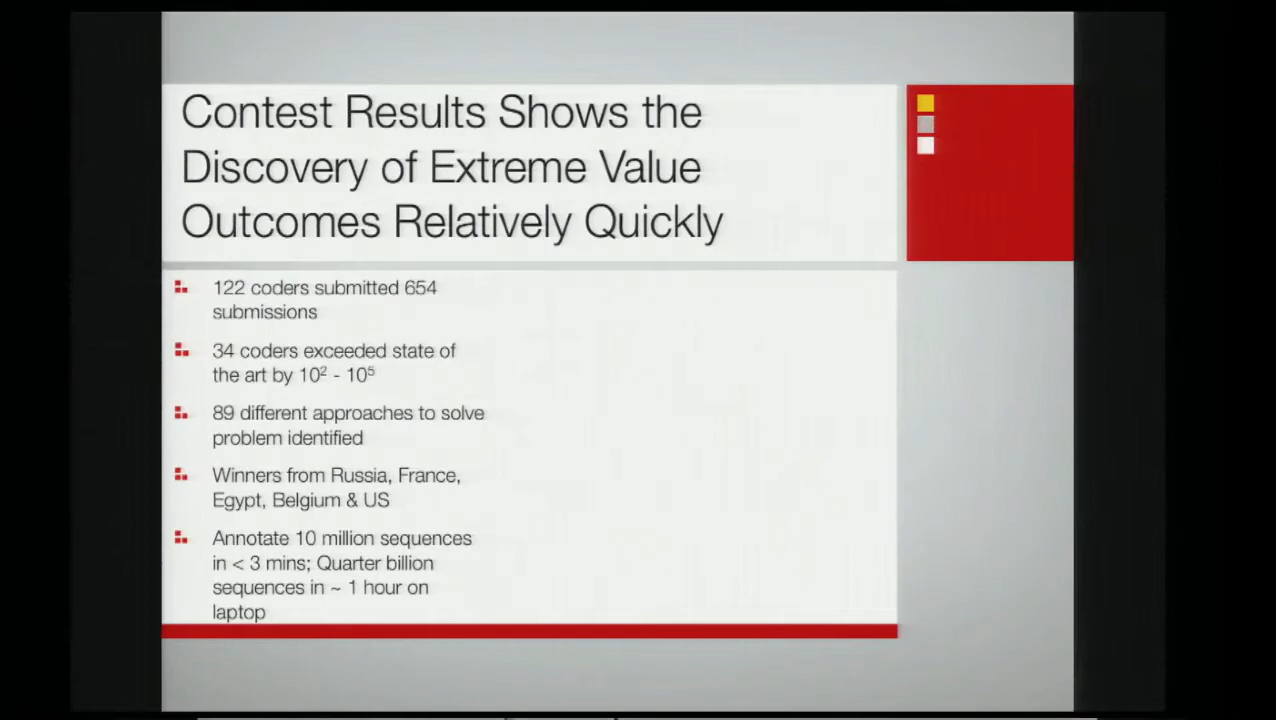 Contest Results Shows the
Discovery of Extreme Value
Outcomes Relatively Quickly
122 coders submitted 654
submissions
34 coders exceeded state of
the art by 10² - 10⁵
89 different approaches to solve
problem identified
Winners from Russia, France,
Egypt, Belgium & US
Annotate 10 million sequences
in < 3 mins; Quarter billion
sequences in ~ 1 hour on
laptop